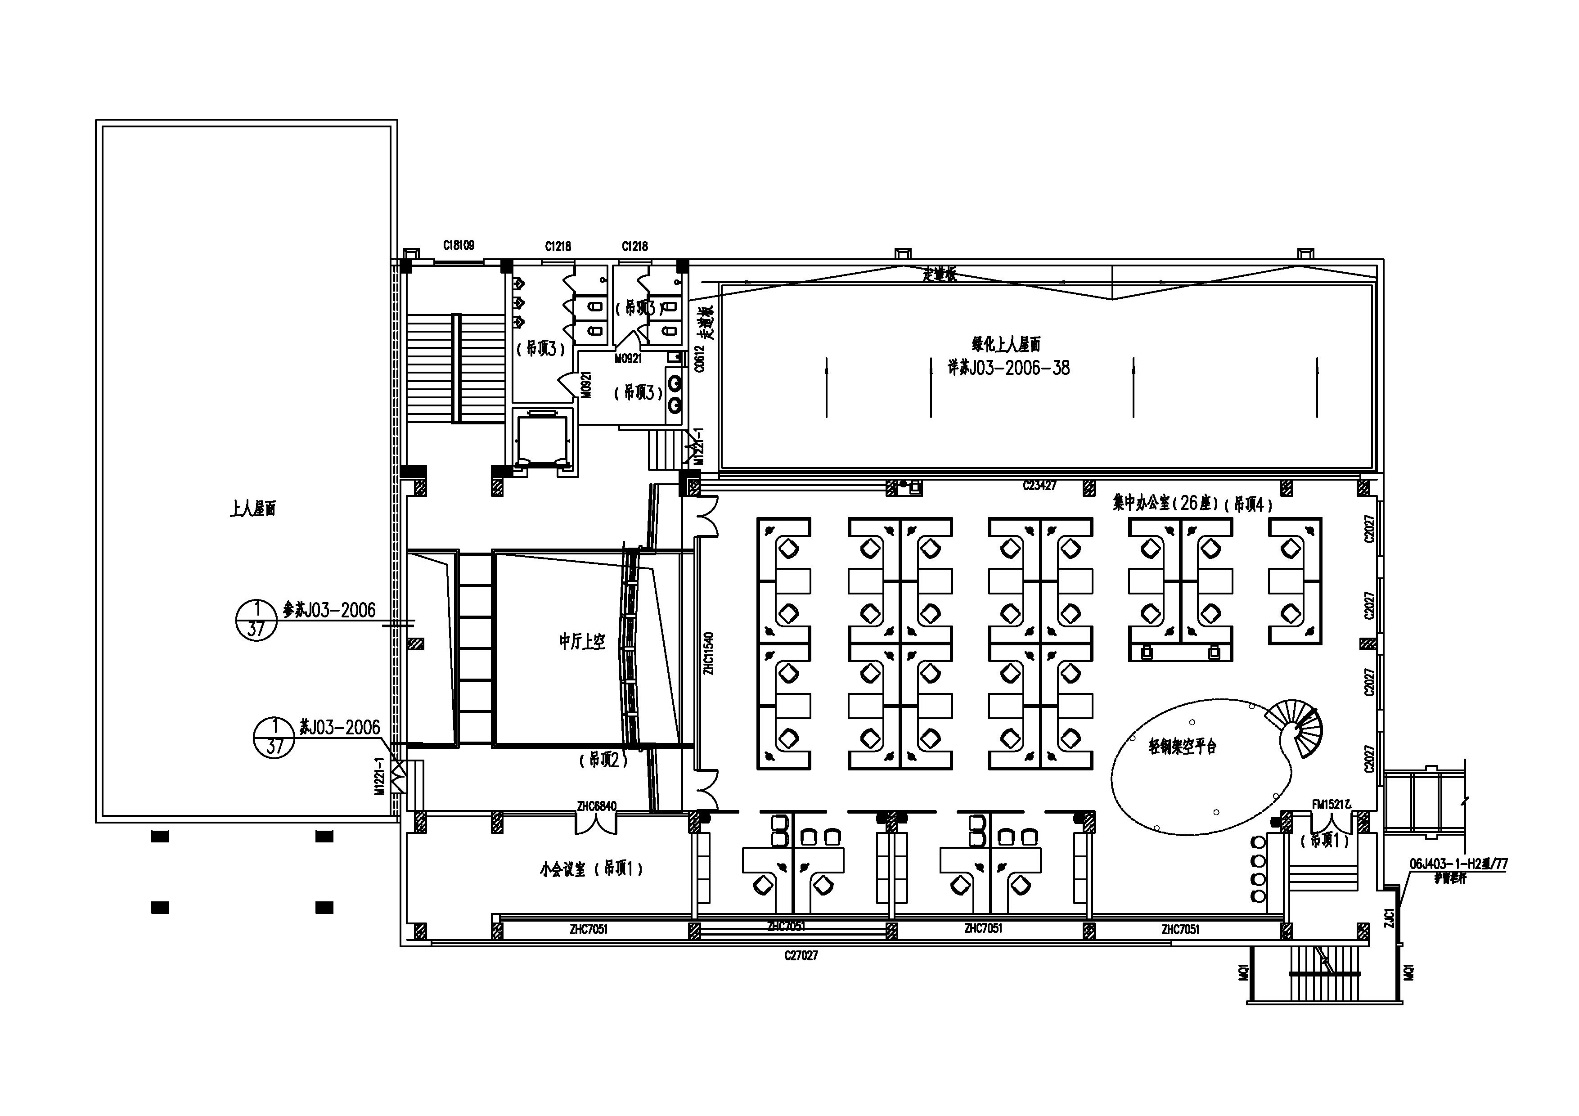 C18109
C1218
C1218
走道板
(吊顶3)
走道板
绿化上人屋面
详苏J03-2006-38
(吊顶3)
M0921
C0612
M0921
(吊顶3)
M1221-1
C23427
集中办公室(26座)(吊顶4)
上人屋面
C2027
1
37
参苏J03-2006
C2027
中厅上空
ZHC11540
C2027
1
37
苏J03-2006
轻钢架空平台
(吊顶2)
C2027
M1221-1
ZHC6840
FM1521乙
(吊顶1)
小会议室(吊顶1)
06J403-1-H2型/77
护窗栏杆
ZJC1
ZHC7051
ZHC7051
ZHC7051
ZHC7051
C27027
MQ1
MQ1